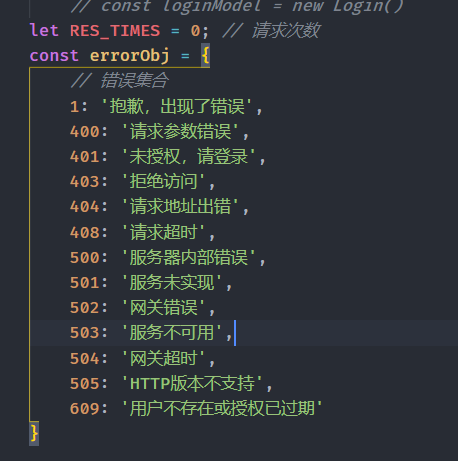 // const loginModel = new Login()
let RES_TIMES = 0; // 请求次数
const errorObj = {
// 错误集合
1: '抱歉，出现了错误',
400: '请求参数错误',
401: '未授权，请登录',
403: '拒绝访问',
404: '请求地址出错',
408: '请求超时',
500: '服务器内部错误',
501: '服务未实现',
502: '网关错误',
503: '服务不可用',
504: '网关超时',
505: 'HTTP版本不支持',
609: '用户不存在或授权已过期'
}